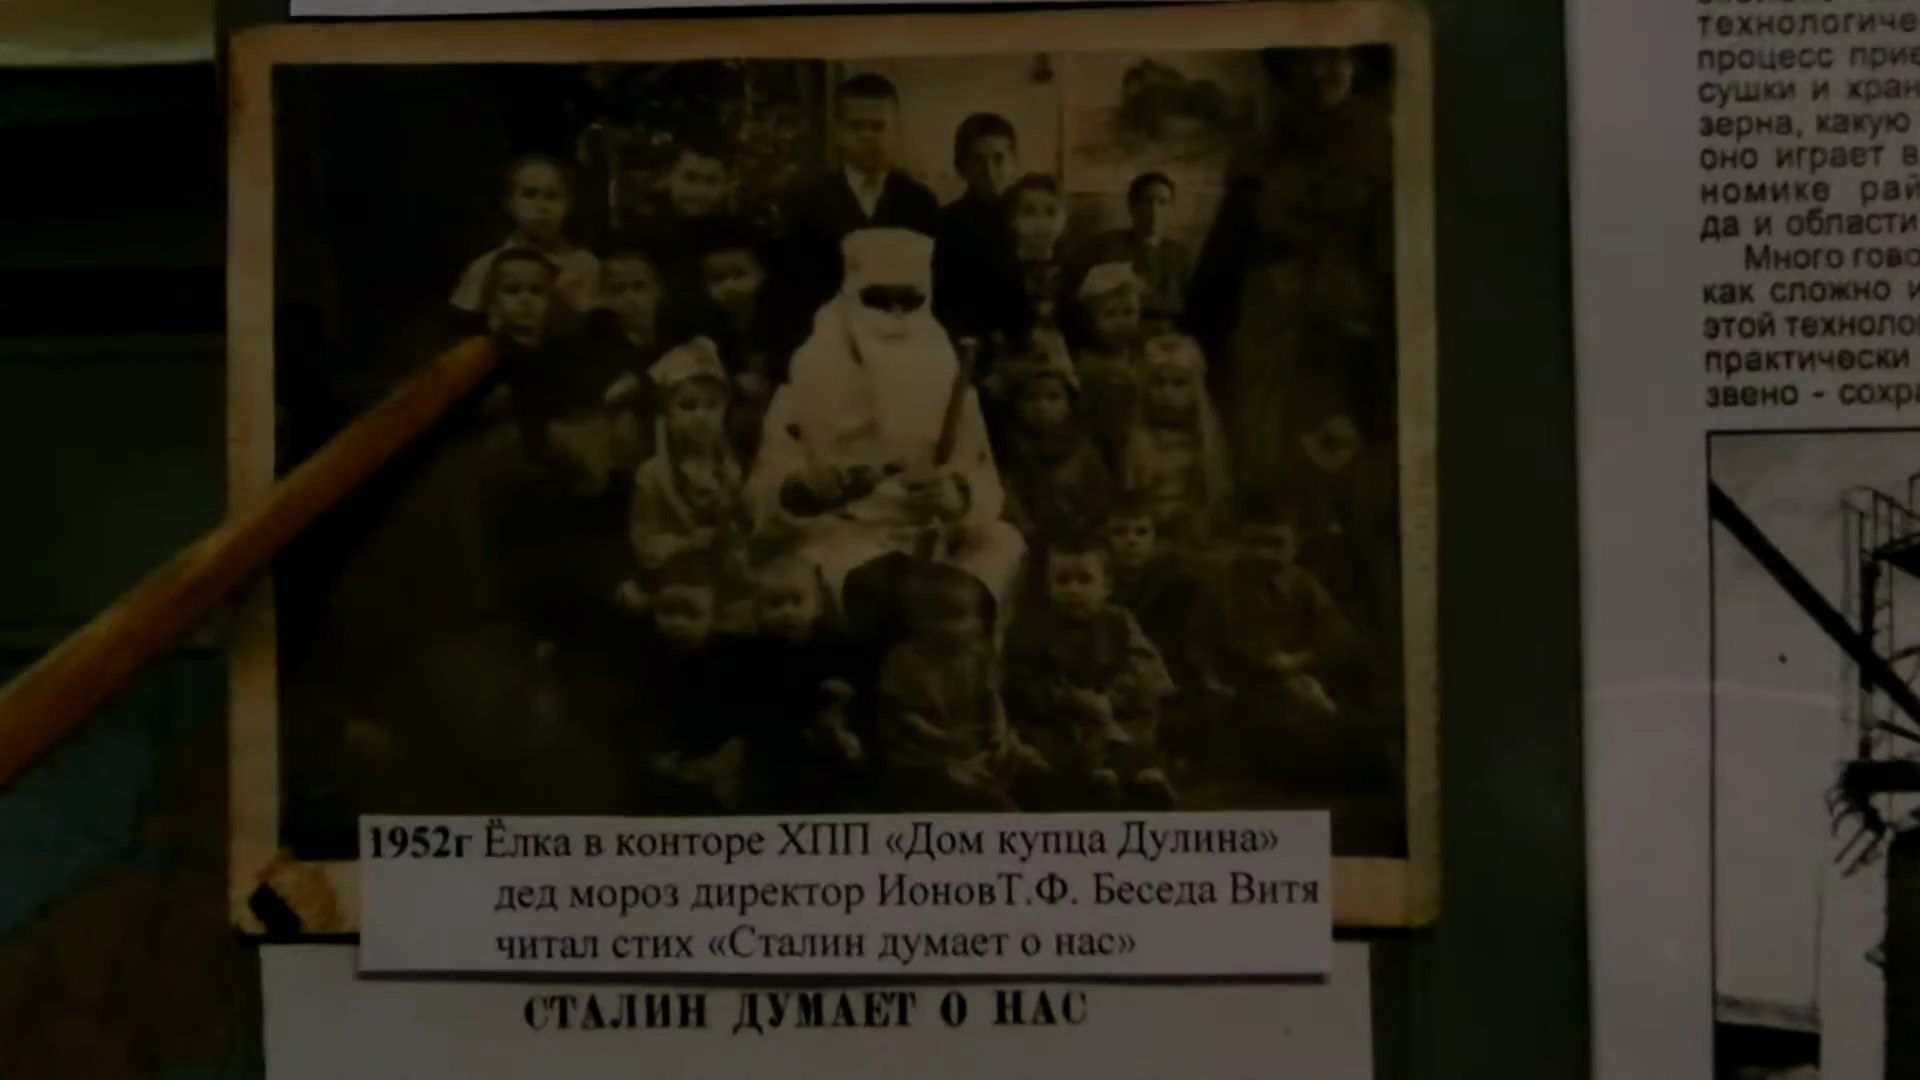 1952г Ёлка в конторе ХПП «Дом купца Дулина»
дед мороз директор ИоновТ.Ф. Беседа Витя
читал стих «Сталин думает о нас»
СТАЛИН ДУМАЕТ О НАС
технологиче
процесс прие
сушки и хран
зерна, какую
оно играет в
номике рай
да и области
Много гово
как сложно и
этой техноло
практически
звено - сохра